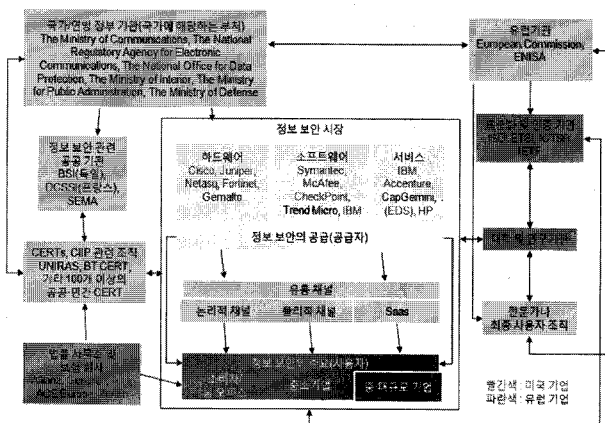 국가/연방 정부 기관(국가에 해당하는 부처)
The Ministry of Communications, The National
Regulatory Agency for Electronic
Communications, The National Office for Data
Protection, The Ministry of Interior, The Ministry
for Public Administration, The Ministry of Defense
유럽기관
European Commission,
ENISA
정보 보안 관련
공공 기관
BSI(독일),
DCSSI(프랑스),
SEMA
정보 보안 시장
하드웨어
Cisco, Juniper,
Netasq, Fortinet,
Gemalto
소프트웨어
Symantec,
McAfee,
CheckPoint,
Trend Micro, IBM
서비스
IBM
Accenture,
CapGemini,
(EDS), HP
정보 보안의 공급(공급자)
CERTs, CIIP 관련 조직
UNIRAS, BT CERT,
기타 100개 이상의
공공·민간 CERT
유통 채널
논리적 채널
물리적 채널
Saas
전문가나
최종 사용자 조직
정보 보안의 (사용자)
중소기업
중 대규모 기업
빨간색 : 미국 기업
파란색 : 유럽 기업